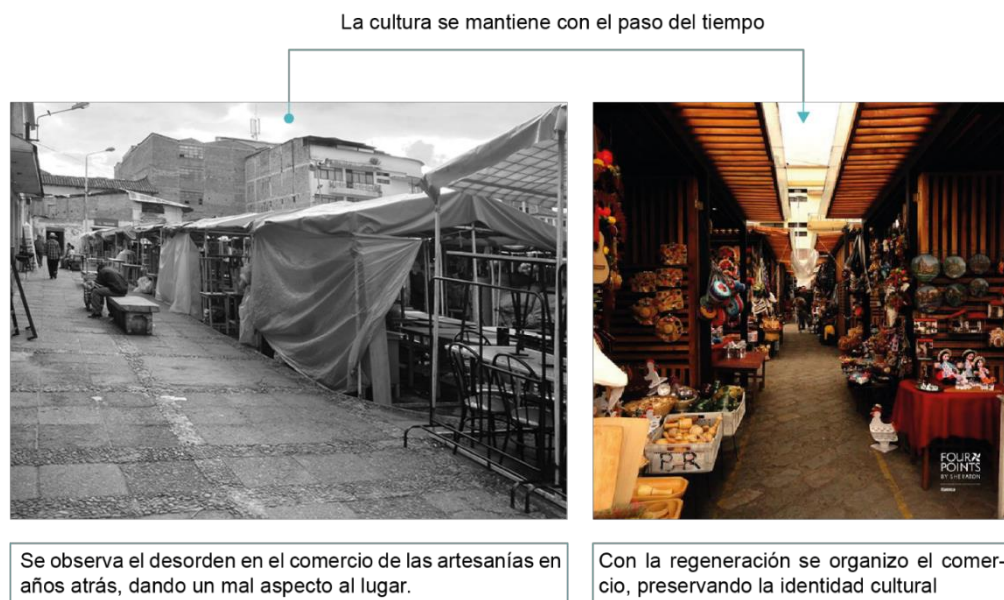 La cultura se mantiene con el paso del tiempo
PR
FOUR
POINTS
BY SHERATON
Se observa el desorden en el comercio de las artesanías en
años atrás, dando un mal aspecto al lugar.
Con la regeneración se organizo el comer-
cio, preservando la identidad cultural